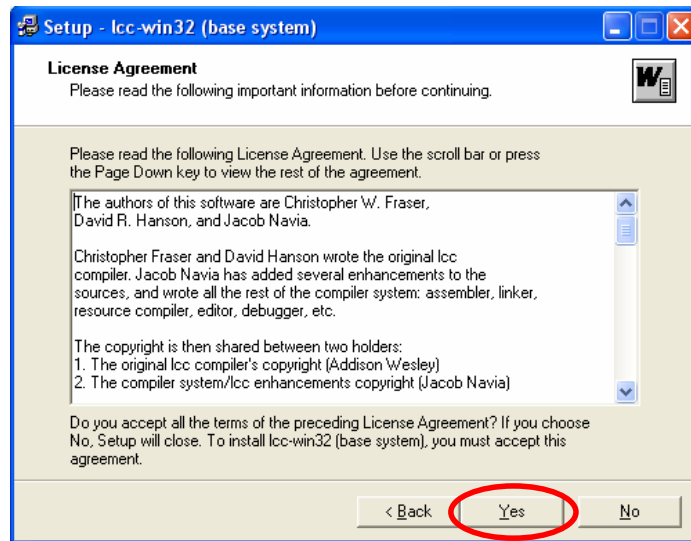 Setup - lcc-win32 (base system)
License Agreement
Please read the following important information before continuing.
W
Please read the following License Agreement. Use the scroll bar or press
the Page Down key to view the rest of the agreement.
The authors of this software are Christopher W. Fraser,
David R. Hanson, and Jacob Navia.
Christopher Fraser and David Hanson wrote the original lcc
compiler. Jacob Navia has added several enhancements to the
sources, and wrote all the rest of the compiler system: assembler, linker,
resource compiler, editor, debugger, etc.
The copyright is then shared between two holders:
1. The original lcc compiler's copyright (Addison Wesley)
2. The compiler system/lcc enhancements copyright (Jacob Navia)
Do you accept all the terms of the preceding License Agreement? If you choose
No, Setup will close. To install lcc-win32 (base system), you must accept this
agreement.
< Back Yes No